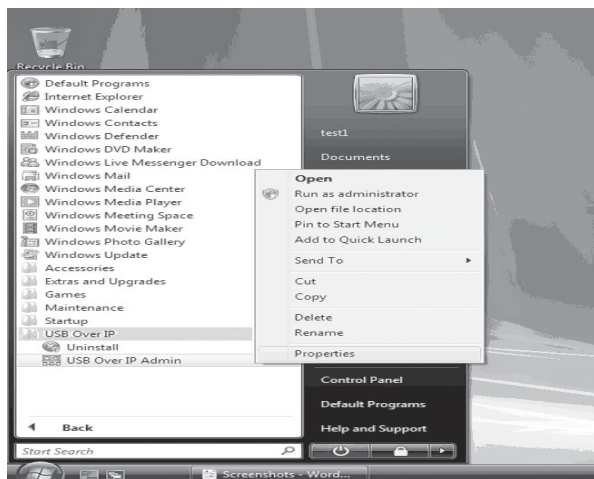 Recycle Bin
Default Programs
Internet Explorer
Windows Calendar
Windows Contacts
Windows Defender
Windows DVD Maker
Windows Live Messenger Download
Windows Mail
Windows Media Center
Windows Media Player
Windows Meeting Space
Windows Movie Maker
Windows Photo Gallery
Windows Update
Accessories
Extras and Upgrades
Games
Maintenance
Startup
USB Over IP
Uninstall
USB Over IP Admin
Back
Start Search
test1
Documents
Open
Run as administrator
Open file location
Pin to Start Menu
Add to Quick Launch
Send To
Cut
Copy
Delete
Rename
Properties
Control Panel
Default Programs
Help and Support
Screenshots - Word...